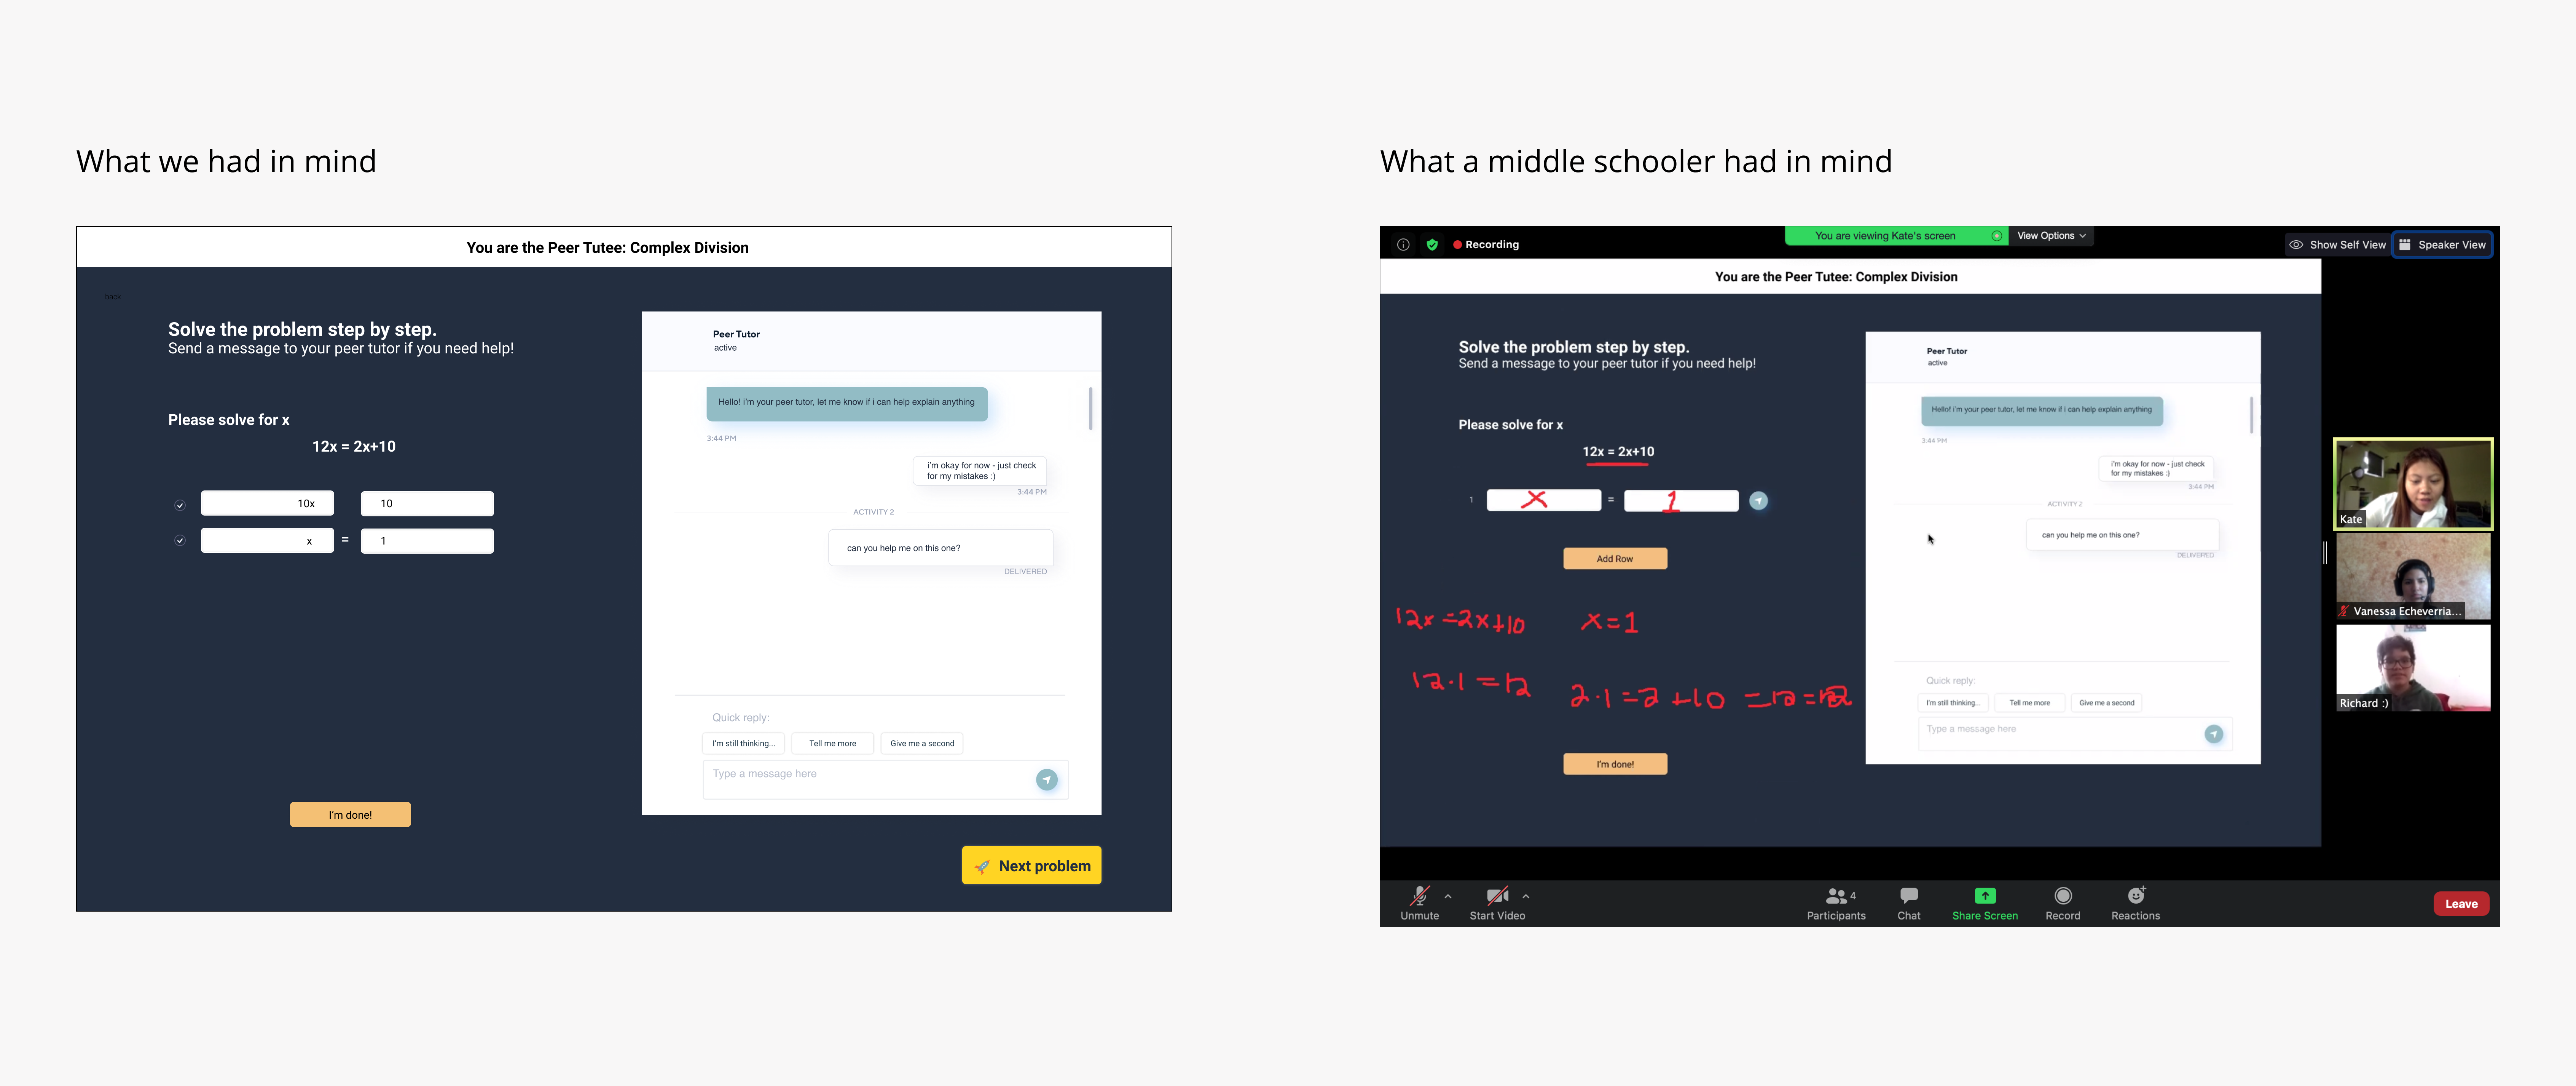 What we had in mind
You are the Peer Tutee: Complex Division
back
Solve the problem step by step.
Send a message to your peer tutor if you need help!
Please solve for x
12x = 2x+10
10x 10
x = 1
I'm done!
Peer Tutor
active
Hello! i'm your peer tutor, let me know if i can help explain anything
3:44 PM
i'm okay for now - just check
for my mistakes :)
3:44 PM
ACTIVITY 2
can you help me on this one?
DELIVERED
Quick reply:
I'm still thinking... Tell me more Give me a second
Type a message here
🚀 Next problem
What a middle schooler had in mind
Recording
You are viewing Kate's screen View Options
Show Self View Speaker View
You are the Peer Tutee: Complex Division
Solve the problem step by step.
Send a message to your peer tutor if you need help!
Please solve for x
12x = 2x+10
1 x = 1
Add Row
12x =2x+10 x=1
12·1=12 2·1=2 +10 =12=12
I'm done!
Peer Tutor
active
Hello! i'm your peer tutor, let me know if i can help explain anything
3:44 PM
i'm okay for now - just check
for my mistakes :)
3:44 PM
ACTIVITY 2
can you help me on this one?
DELIVERED
Quick reply:
I'm still thinking... Tell me more Give me a second
Type a message here
Kate
Vanessa Echeverria...
Richard :)
Unmute Start Video Participants 4 Chat Share Screen Record Reactions Leave